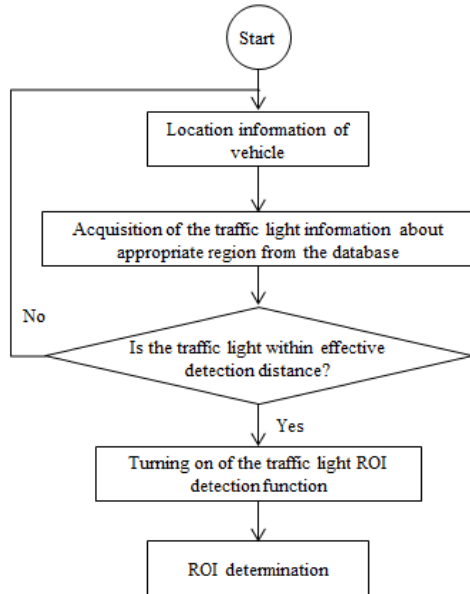 Start
Location information of
vehicle
Acquisition of the traffic light information about
appropriate region from the database
No
Is the traffic light within effective
detection distance?
Yes
Turning on of the traffic light ROI
detection function
ROI determination